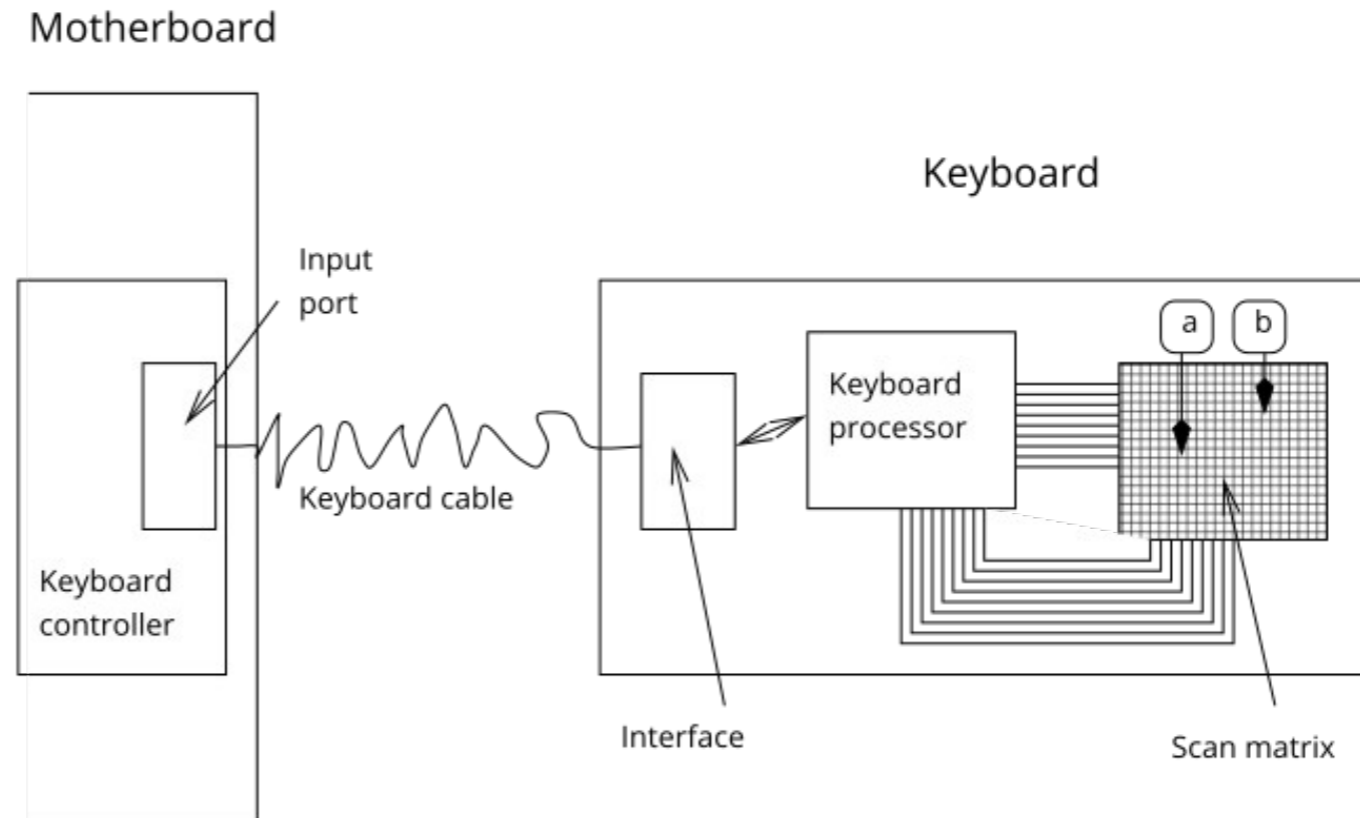 Motherboard
Keyboard
Input
port
a
b
Keyboard
processor
Keyboard cable
Keyboard
controller
Interface
Scan matrix